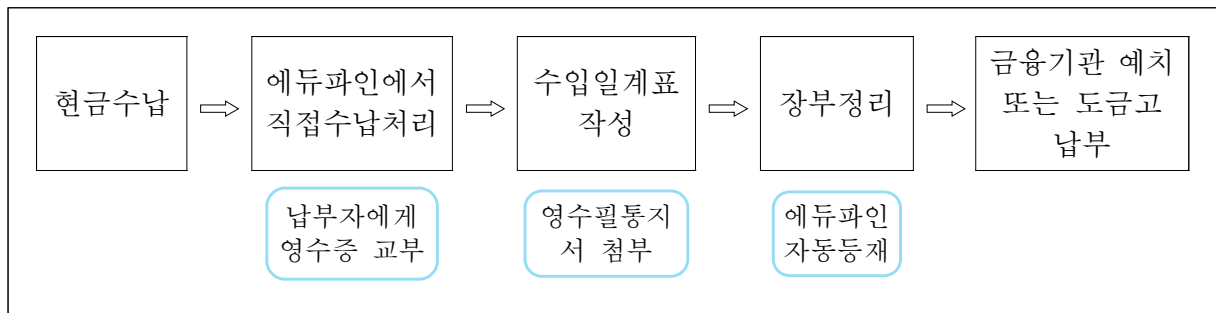 현금수납
에듀파인에서
직접수납처리
수입일계표
작성
장부정리
금융기관 예치
또는 도금고
납부
납부자에게
영수증 교부
영수필통지
서 첨부
에듀파인
자동등재